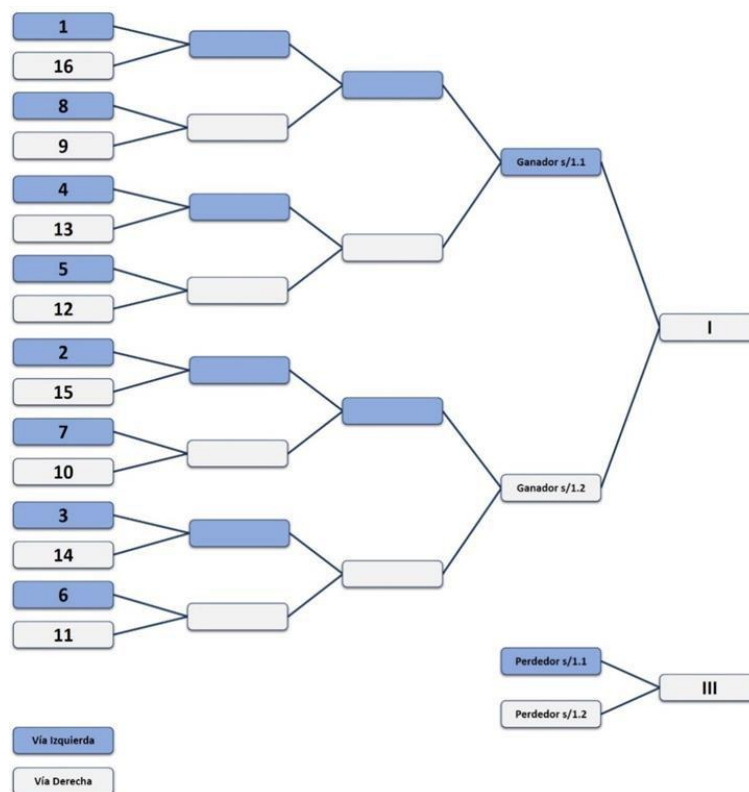 1
16
8
9
4
13
5
12
2
15
7
10
3
14
6
11
Ganador s/1.1
Ganador s/1.2
I
Perdedor s/1.1
Perdedor s/1.2
III
Vía Izquierda
Vía Derecha